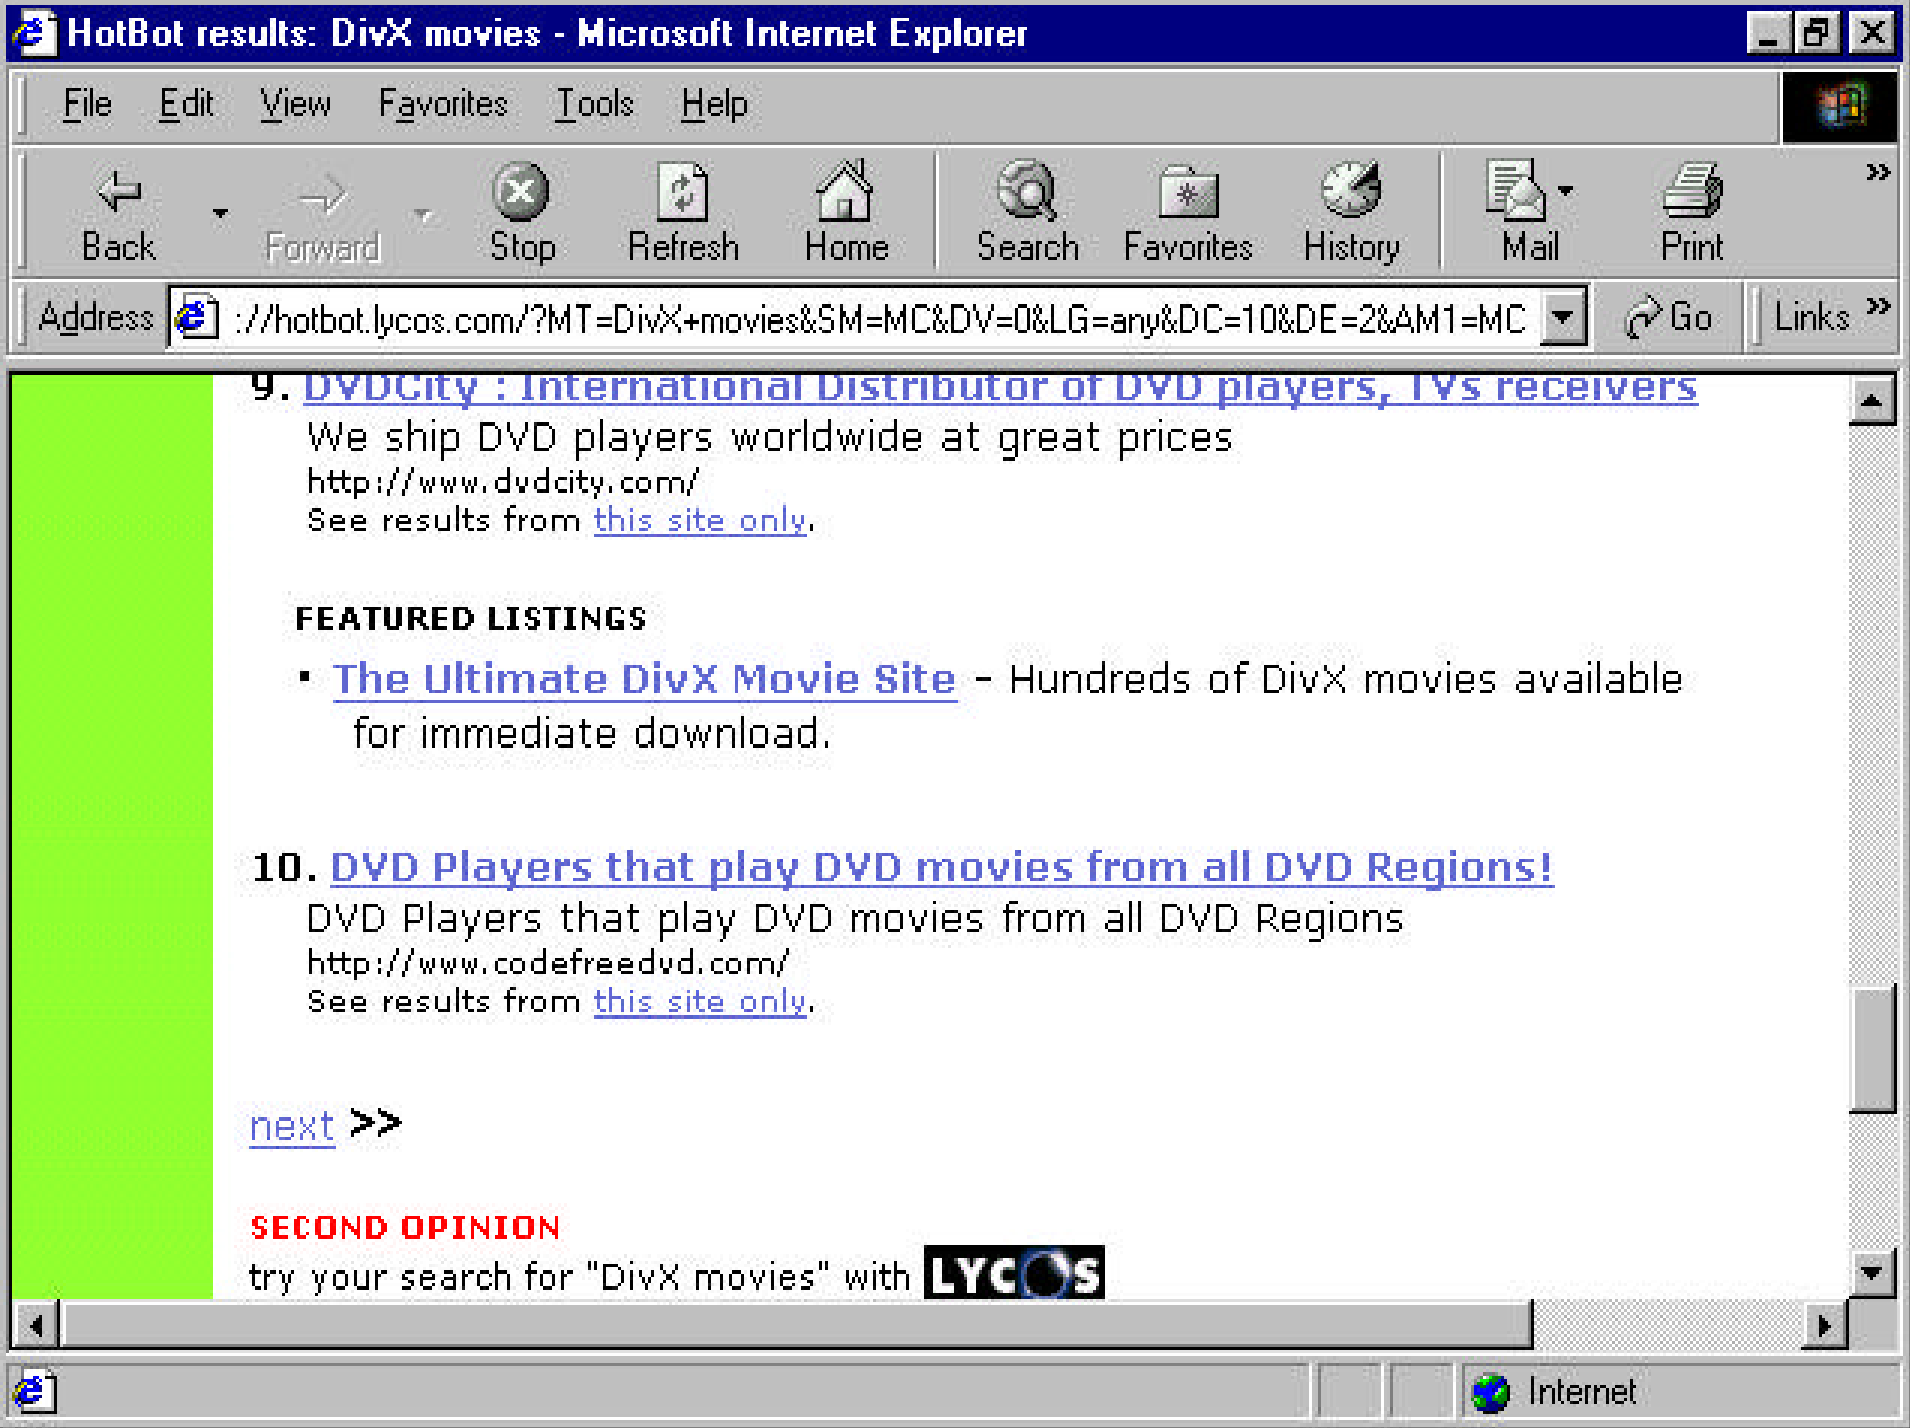 HotBot results: DivX movies - Microsoft Internet Explorer
File Edit View Favorites Tools Help
Back Forward Stop Refresh Home Search Favorites History Mail Print »
Address ://hotbot.lycos.com/?MT=DivX+movies&SM=MC&DV=0&LG=any&DC=10&DE=2&AM1=MC Go Links »
9. DVDCity : International Distributor of DVD players, TVs receivers
We ship DVD players worldwide at great prices
http://www.dvdcity.com/
See results from this site only.
FEATURED LISTINGS
▪ The Ultimate DivX Movie Site - Hundreds of DivX movies available
for immediate download.
10. DVD Players that play DVD movies from all DVD Regions!
DVD Players that play DVD movies from all DVD Regions
http://www.codefreedvd.com/
See results from this site only.
next >>
SECOND OPINION
try your search for "DivX movies" with LYCOS
Internet